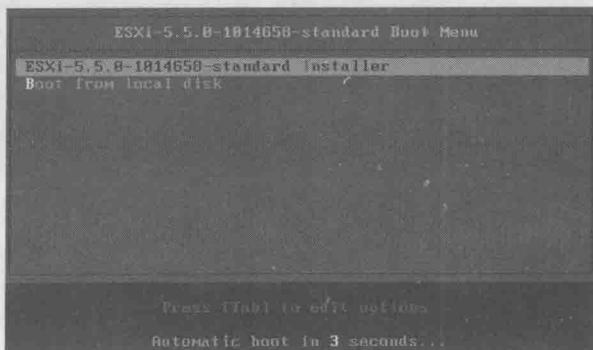 ESXi-5.5.0-1014650-standard Boot Menu
ESXi-5.5.0-1014650-standard Installer
Boot from local disk
Press [Tab] to edit options
Automatic boot in 3 seconds...